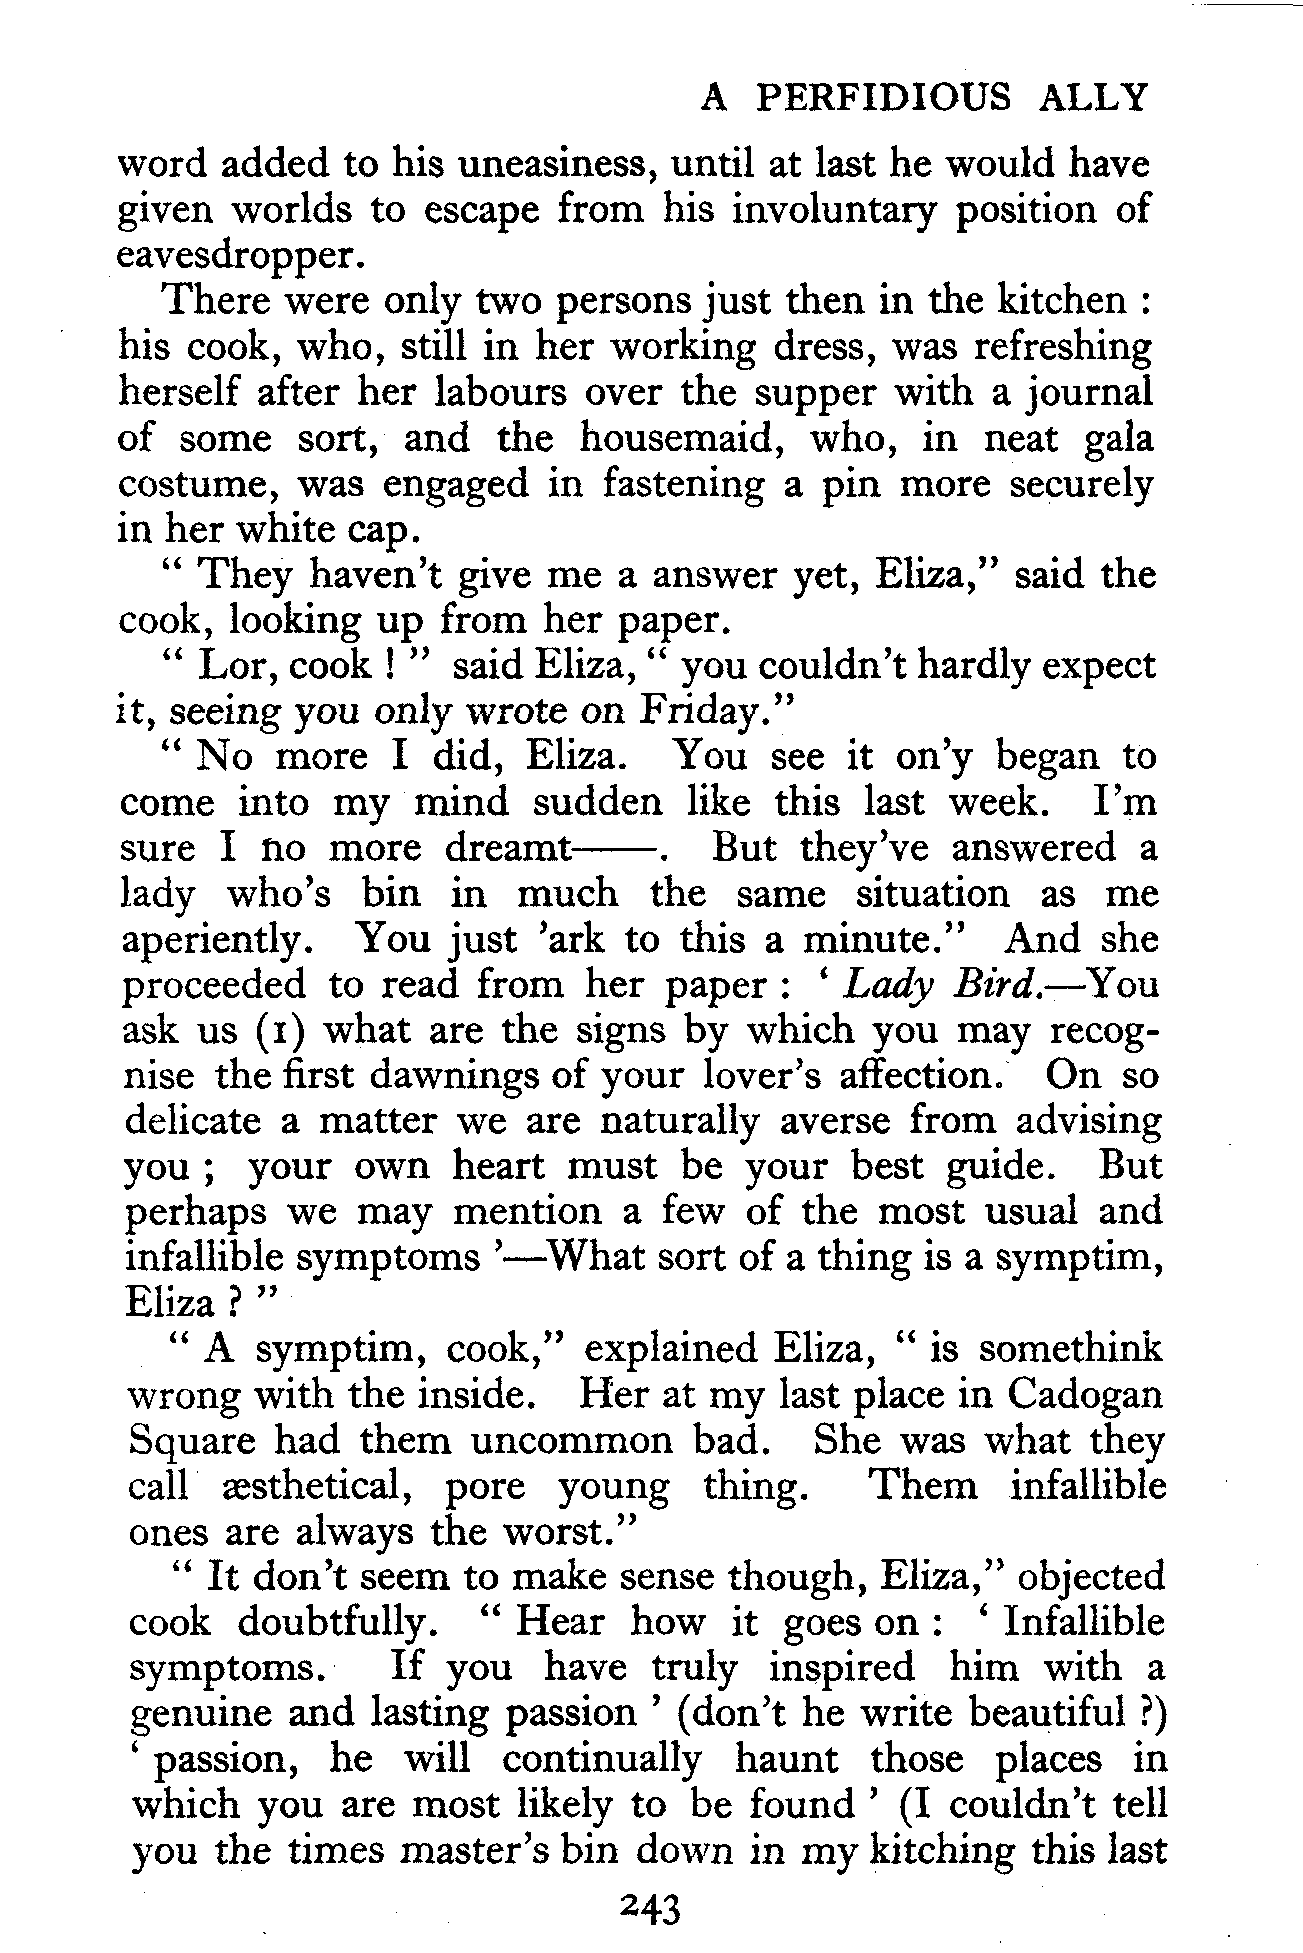 A PERFIDIOUS ALLY
word added to his uneasiness, until at last he would have
given worlds to escape from his involuntary position of
eavesdropper.
There were only two persons just then in the kitchen :
his cook, who, still in her working dress, was refreshing
herself after her labours over the supper with a journal
of some sort, and the housemaid, who, in neat gala
costume, was engaged in fastening a pin more securely
in her white cap.
“ They haven’t give me a answer yet, Eliza,” said the
cook, looking up from her paper.
“ Lor, cook ! ” said Eliza, “ you couldn’t hardly expect
it, seeing you only wrote on Friday.”
“ No more I did, Eliza. You see it on’y began to
come into my mind sudden like this last week. I’m
sure I no more dreamt——. But they’ve answered a
lady who’s bin in much the same situation as me
aperiently. You just ’ark to this a minute.” And she
proceeded to read from her paper : ‘ Lady Bird.—You
ask us (1) what are the signs by which you may recog-
nise the first dawnings of your lover’s affection. On so
delicate a matter we are naturally averse from advising
you ; your own heart must be your best guide. But
perhaps we may mention a few of the most usual and
infallible symptoms ’—What sort of a thing is a symptim,
Eliza ? ”
“ A symptim, cook,” explained Eliza, “ is somethink
wrong with the inside. Her at my last place in Cadogan
Square had them uncommon bad. She was what they
call æsthetical, pore young thing. Them infallible
ones are always the worst.”
“ It don’t seem to make sense though, Eliza,” objected
cook doubtfully. “ Hear how it goes on : ‘ Infallible
symptoms. If you have truly inspired him with a
genuine and lasting passion ’ (don’t he write beautiful ?)
‘ passion, he will continually haunt those places in
which you are most likely to be found ’ (I couldn’t tell
you the times master’s bin down in my kitching this last
243